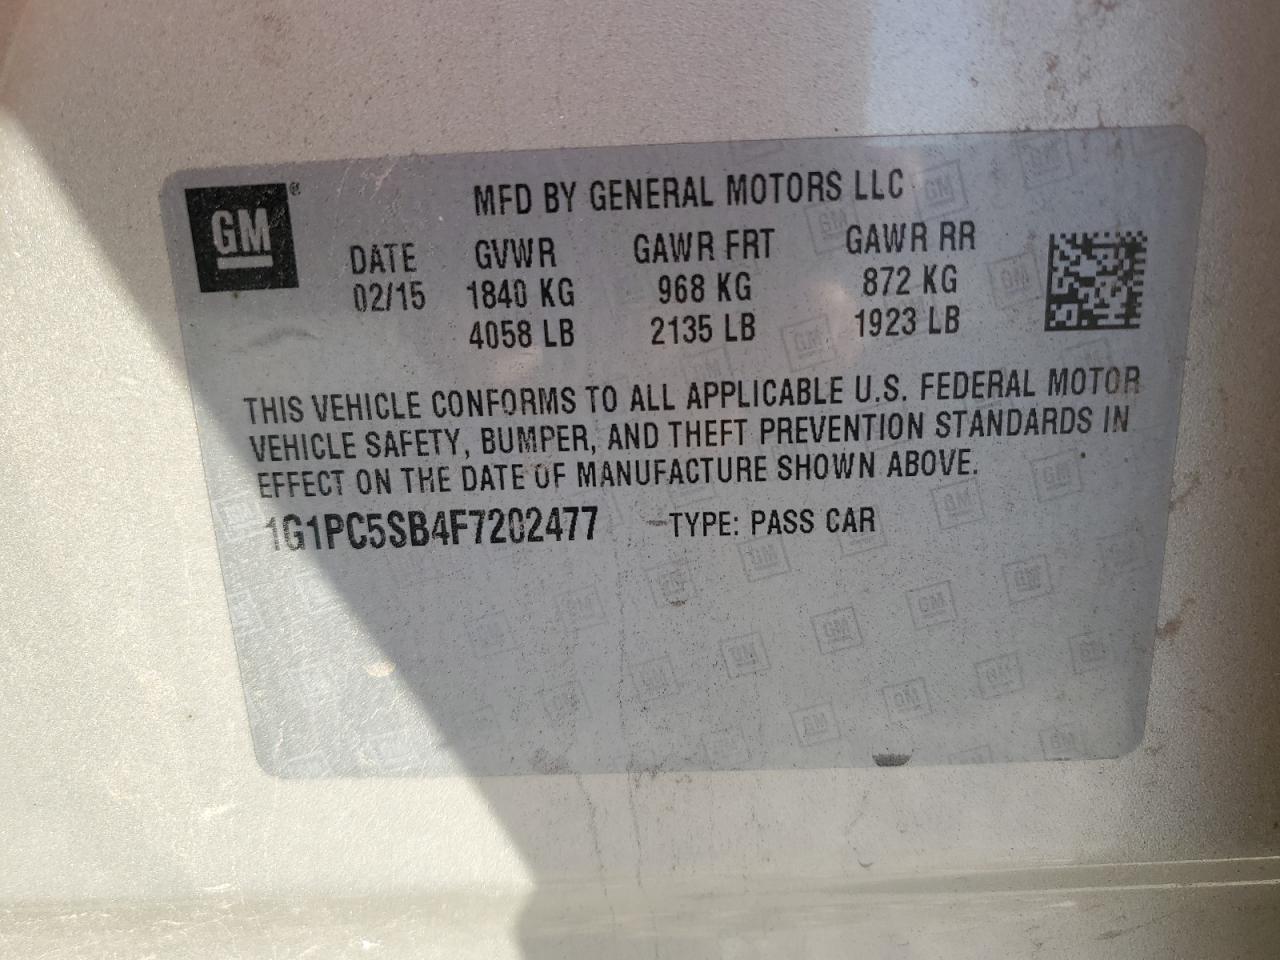 GM®
MFD BY GENERAL MOTORS LLC
DATE GVWR GAWR FRT GAWR RR
02/15 1840 KG 968 KG 872 KG
4058 LB 2135 LB 1923 LB
THIS VEHICLE CONFORMS TO ALL APPLICABLE U.S. FEDERAL MOTOR
VEHICLE SAFETY, BUMPER, AND THEFT PREVENTION STANDARDS IN
EFFECT ON THE DATE OF MANUFACTURE SHOWN ABOVE.
1G1PC5SB4F7202477 TYPE: PASS CAR